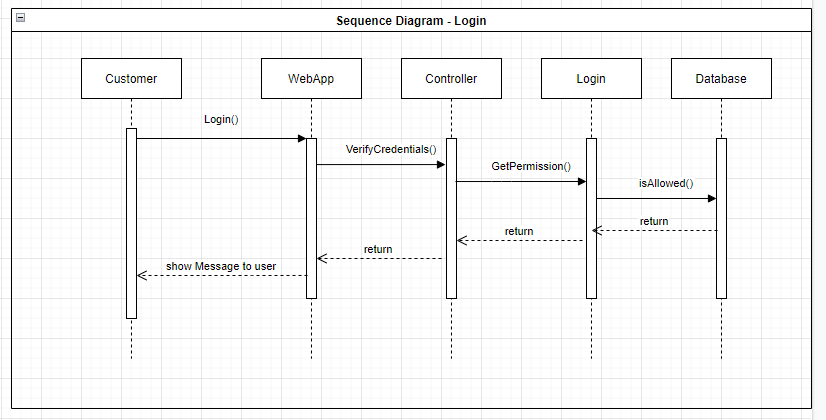 Sequence Diagram - Login
Customer
WebApp
Controller
Login
Database
Login()
VerifyCredentials()
GetPermission()
isAllowed()
return
return
return
show Message to user